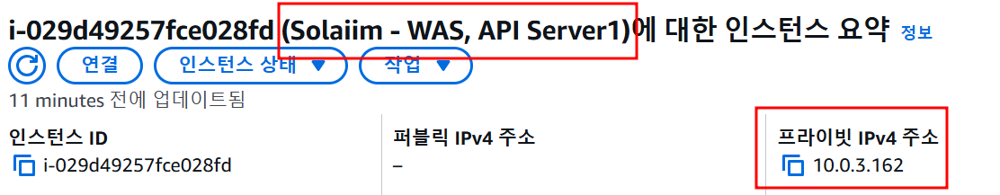 i-029d49257fce028fd (Solaiim - WAS, API Server1)에 대한 인스턴스 요약 정보
연결 인스턴스 상태 ▼ 작업 ▼
11 minutes 전에 업데이트됨
인스턴스 ID
i-029d49257fce028fd
퍼블릭 IPv4 주소
–
프라이빗 IPv4 주소
10.0.3.162